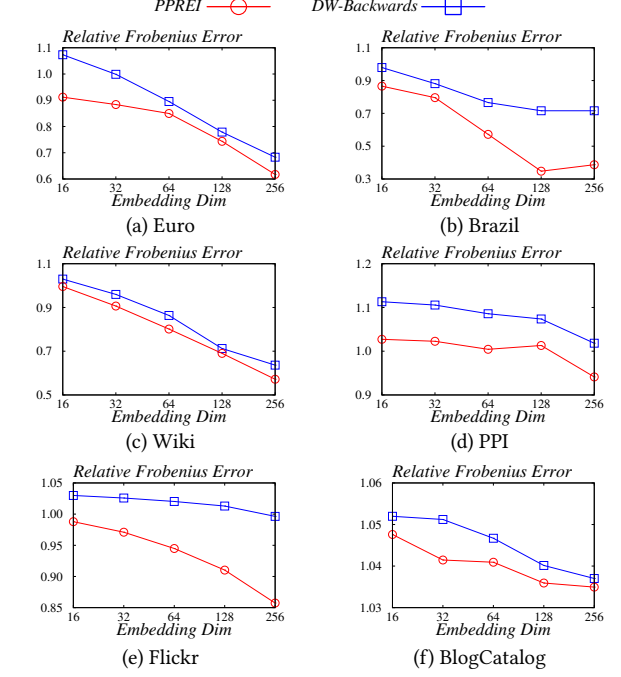 PPREI DW-Backwards
Relative Frobenius Error Relative Frobenius Error
1.1 1.1
1.0
0.9 0.9
0.8 0.7
0.7 0.5
0.6 0.3
16 32 64 128 256 16 32 64 128 256
Embedding Dim Embedding Dim
(a) Euro (b) Brazil
Relative Frobenius Error Relative Frobenius Error
1.1 1.2
0.9 1.1
0.7 1.0
0.5 0.9
16 32 64 128 256 16 32 64 128 256
Embedding Dim Embedding Dim
(c) Wiki (d) PPI
Relative Frobenius Error Relative Frobenius Error
1.05 1.06
1.00 1.05
0.95
0.90 1.04
0.85 1.03
16 32 64 128 256 16 32 64 128 256
Embedding Dim Embedding Dim
(e) Flickr (f) BlogCatalog